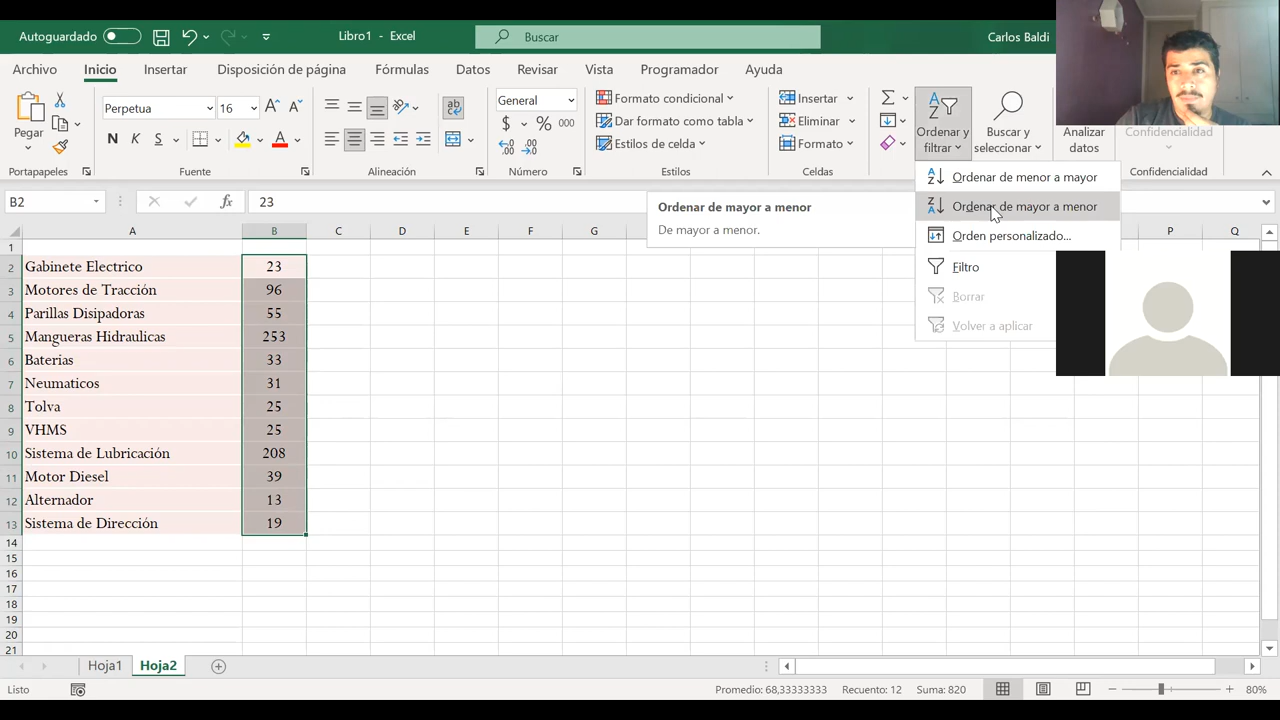 Autoguardado
Libro1 - Excel
Buscar
Carlos Baldi
Archivo Inicio Insertar Disposición de página Fórmulas Datos Revisar Vista Programador Ayuda
Pegar
Portapapeles
Perpetua 16
N K S
Fuente
ab
Alineación
General
$ % 000
Número
Formato condicional
Dar formato como tabla
Estilos de celda
Estilos
Insertar
Eliminar
Formato
Celdas
Ordenar y filtrar
Buscar y seleccionar
Analizar datos
Confidencialidad
Confidencialidad
Ordenar de menor a mayor
Ordenar de mayor a menor
Orden personalizado...
Filtro
Borrar
Volver a aplicar
Ordenar de mayor a menor
De mayor a menor.
B2 fx 23
A B C D E F G P Q
1
2 Gabinete Electrico 23
3 Motores de Tracción 96
4 Parillas Disipadoras 55
5 Mangueras Hidraulicas 253
6 Baterias 33
7 Neumaticos 31
8 Tolva 25
9 VHMS 25
10 Sistema de Lubricación 208
11 Motor Diesel 39
12 Alternador 13
13 Sistema de Dirección 19
14
15
16
17
18
19
20
21
Hoja1 Hoja2
Listo
Promedio: 68,33333333 Recuento: 12 Suma: 820
80%